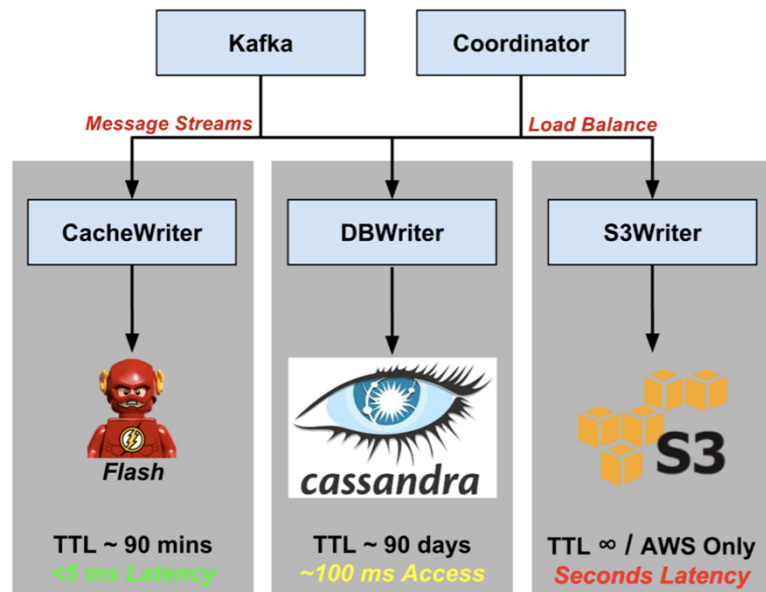 Kafka
Coordinator
Message Streams
Load Balance
CacheWriter
DBWriter
S3Writer
Flash
cassandra
S3
TTL ~ 90 mins
<5 ms Latency
TTL ~ 90 days
~100 ms Access
TTL ∞ / AWS Only
Seconds Latency